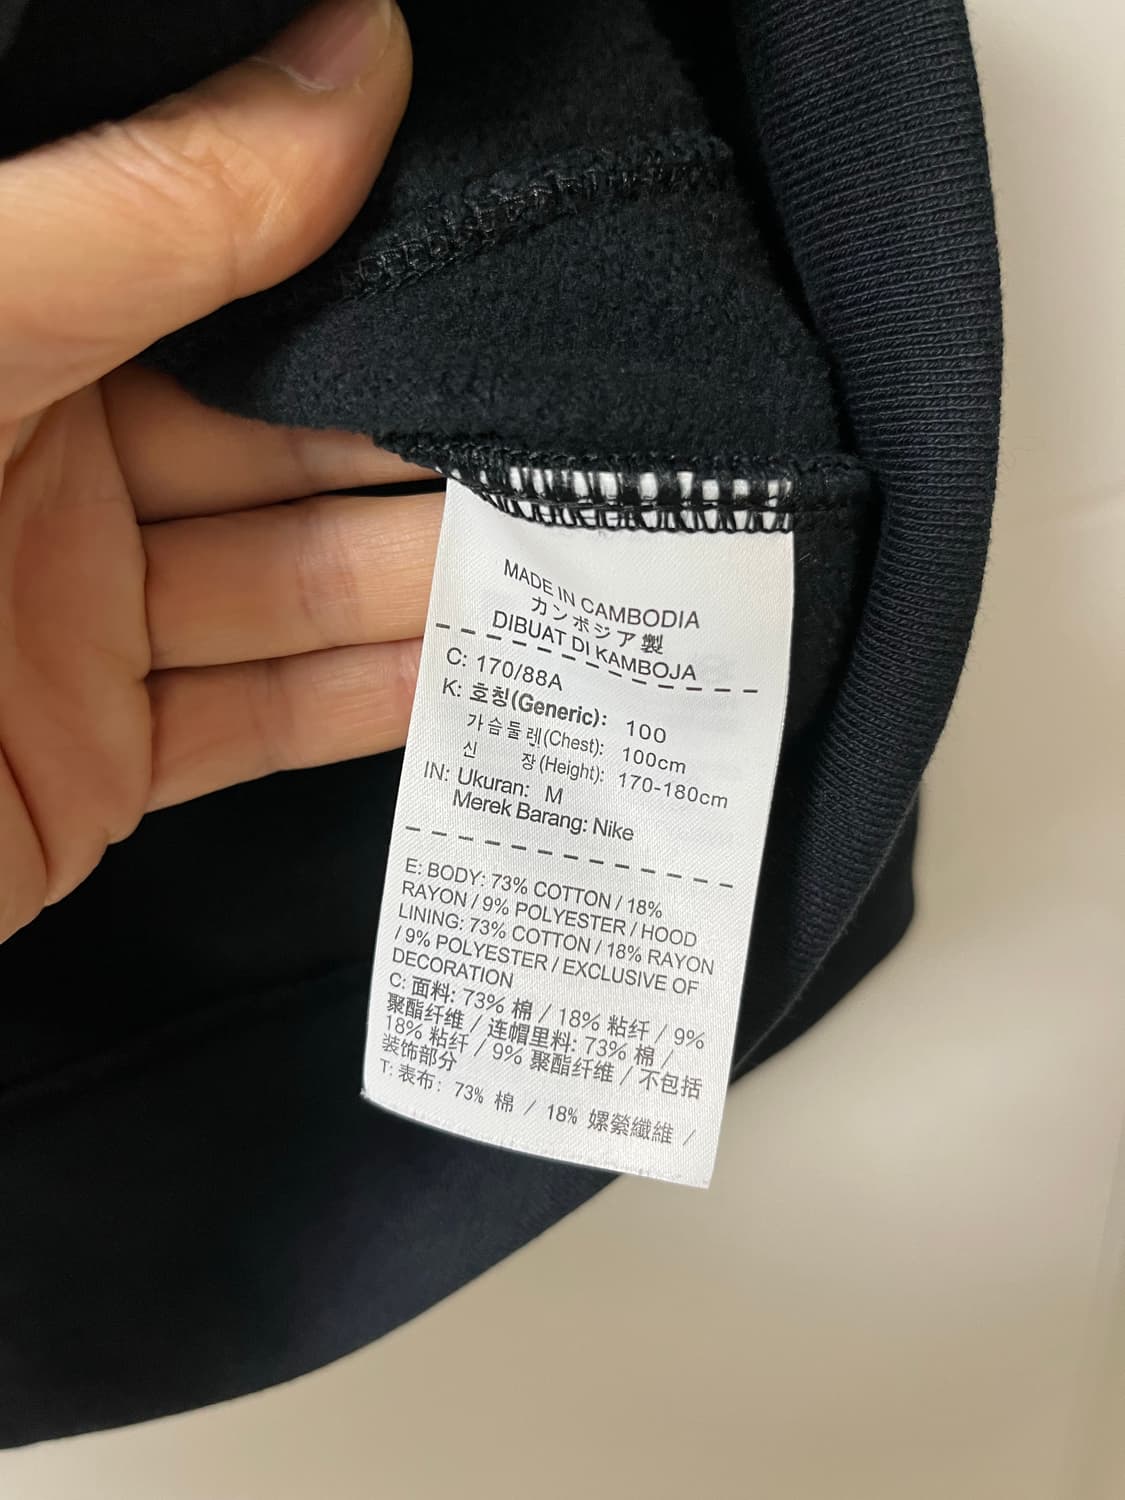 MADE IN CAMBODIA
カンボジア製
DIBUAT DI KAMBOJA
C: 170/88A
K: 호칭(Generic): 100
가슴둘렌(Chest): 100cm
신 장(Height): 170-180cm
IN: Ukuran: M
Merek Barang: Nike
E: BODY: 73% COTTON / 18%
RAYON / 9% POLYESTER / HOOD
LINING: 73% COTTON / 18% RAYON
/ 9% POLYESTER / EXCLUSIVE OF
DECORATION
C: 面料: 73% 棉 / 18% 粘纤 / 9%
聚酯纤维 / 连帽里料: 73% 棉 /
18% 粘纤 / 9% 聚酯纤维 / 不包括
装饰部分
T: 表布: 73% 棉 / 18% 嫘縈纖維 /